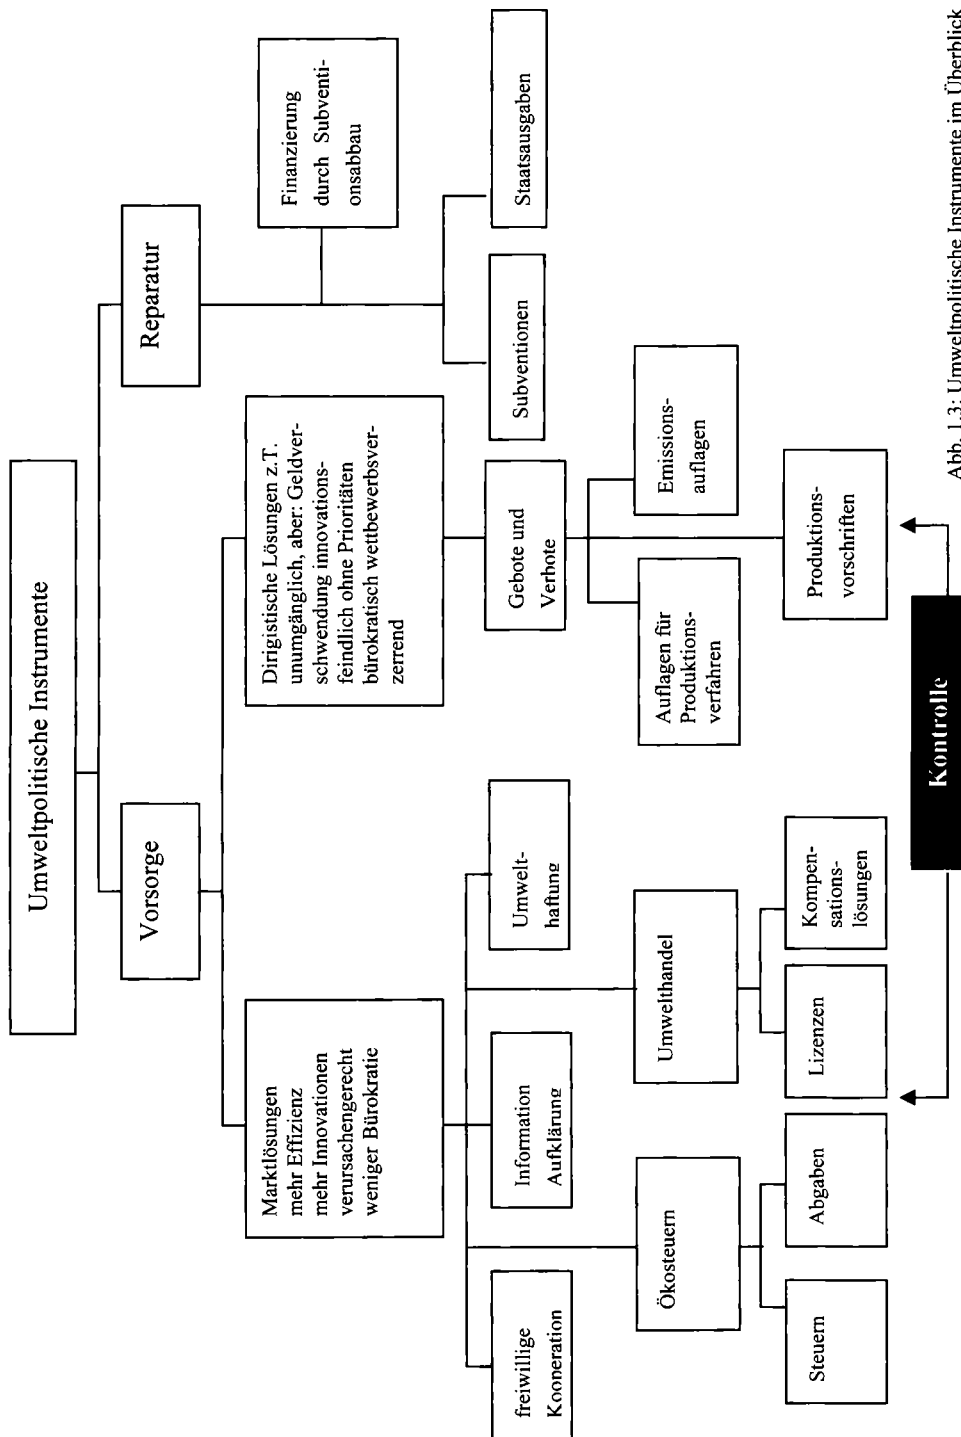 Umweltpolitische Instrumente
Vorsorge
Reparatur
Marktlösungen
mehr Effizienz
mehr Innovationen
verursachengerecht
weniger Bürokratie
Dirigistische Lösungen z.T.
unumgänglich, aber: Geldver-
schwendung innovations-
feindlich ohne Prioritäten
bürokratisch wettbewerbsver-
zerrend
Finanzierung
durch Subventi-
onsabbau
freiwillige
Kooperation
Information
Aufklärung
Umwelt-
haftung
Gebote und
Verbote
Subventionen
Staatsausgaben
Ökosteuern
Umwelthandel
Auflagen für
Produktions-
verfahren
Emissions-
auflagen
Steuern
Abgaben
Lizenzen
Kompen-
sations-
lösungen
Produktions-
vorschriften
Kontrolle
Abb. 1.3: Umweltpolitische Instrumente im Überblick